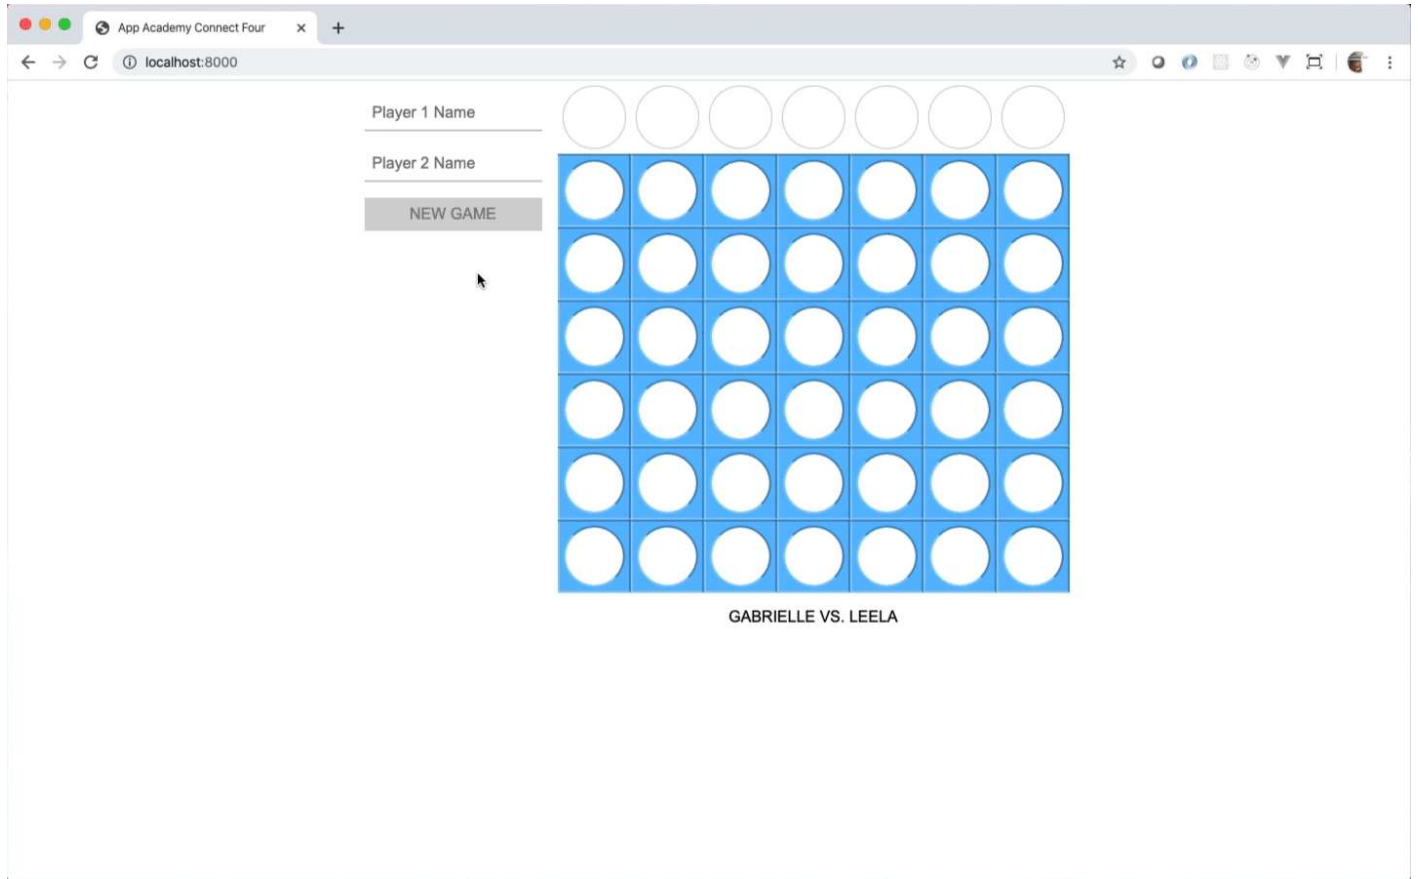 App Academy Connect Four
localhost:8000
Player 1 Name
Player 2 Name
NEW GAME
GABRIELLE VS. LEELA